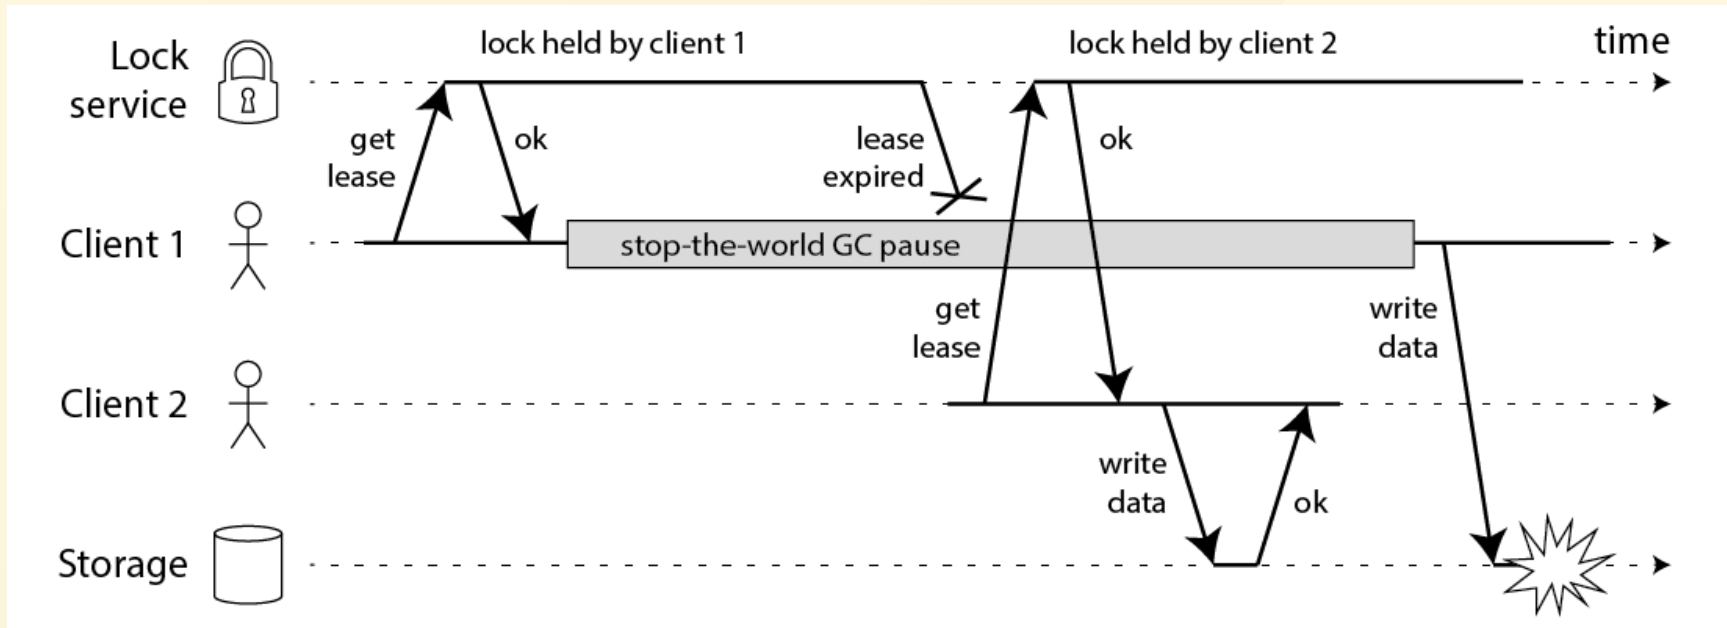 lock held by client 1
lock held by client 2
time
Lock
service
get
lease
ok
lease
expired
ok
Client 1
stop-the-world GC pause
get
lease
write
data
Client 2
write
data
ok
Storage